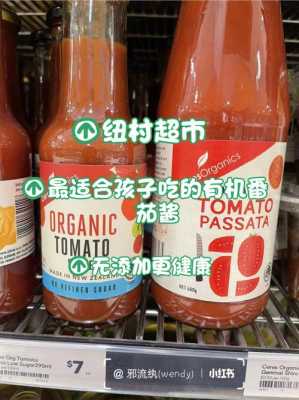 纽村超市
最适合孩子吃的有机番
茄酱
无添加更健康
Organics
TOMATO
PASSATA
ORGANIC
TOMATO
MADE IN NEW ZEALAND
NO REFINED SUGAR
$7
@邪流纨(wendy) 小红书